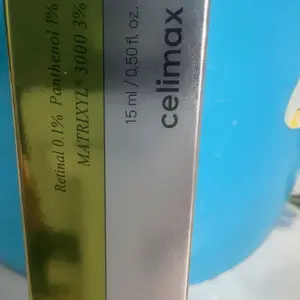 Retinal 0.1% Panthenol 1%
MATRIXYL® 3000 3%
15 ml / 0.50 fl. oz.
celimax